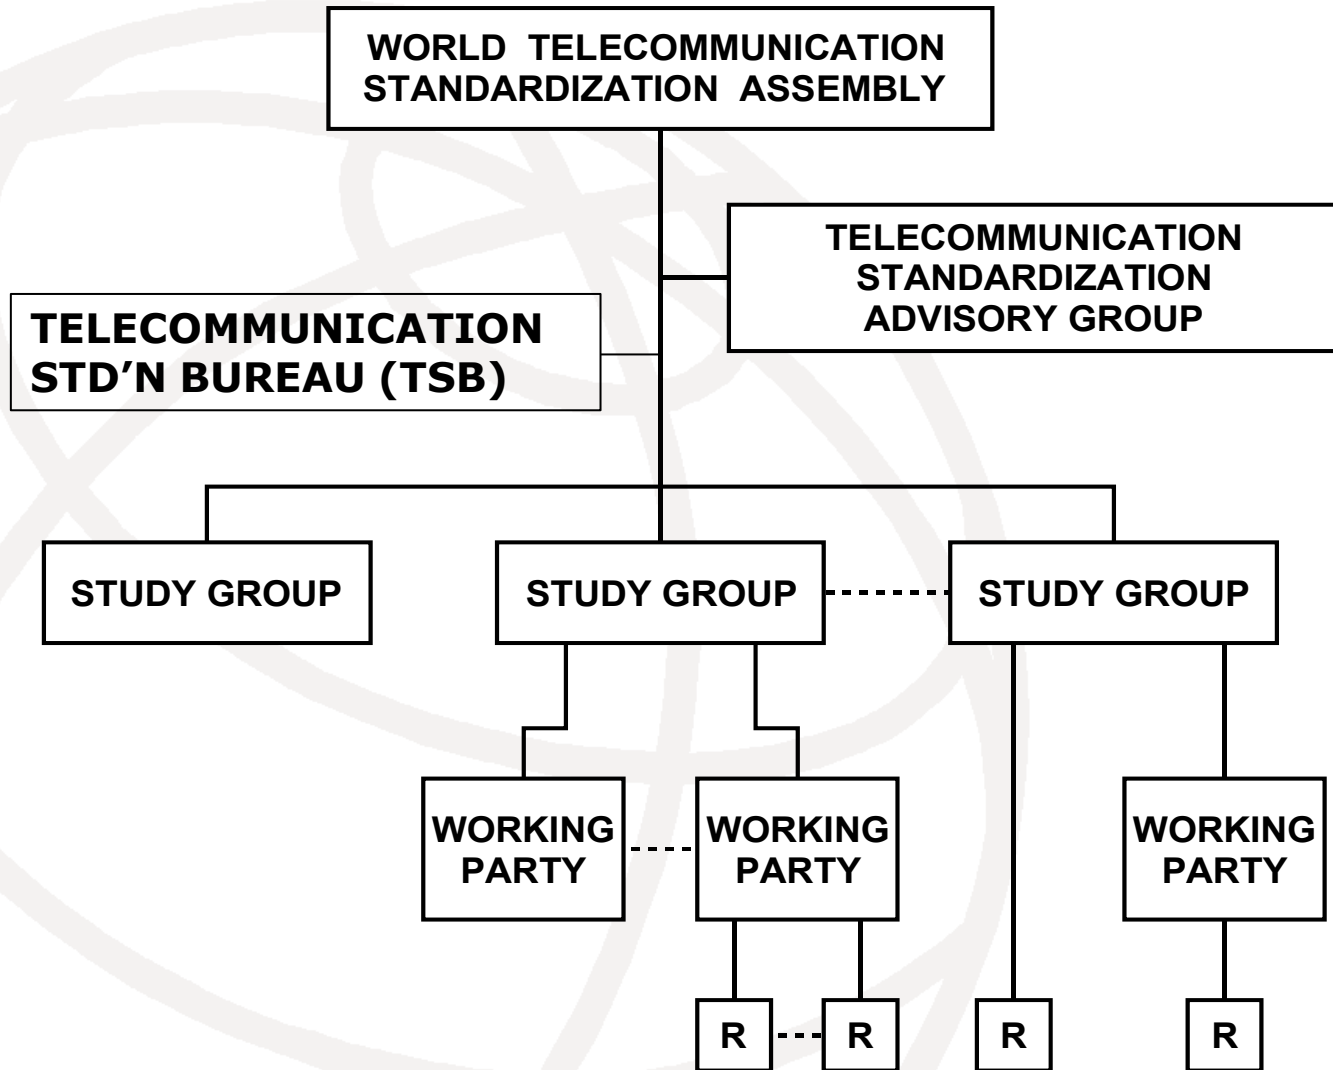 WORLD TELECOMMUNICATION
STANDARDIZATION ASSEMBLY
TELECOMMUNICATION
STANDARDIZATION
ADVISORY GROUP
TELECOMMUNICATION
STD’N BUREAU (TSB)
STUDY GROUP
STUDY GROUP
STUDY GROUP
WORKING
PARTY
WORKING
PARTY
WORKING
PARTY
R
R
R
R